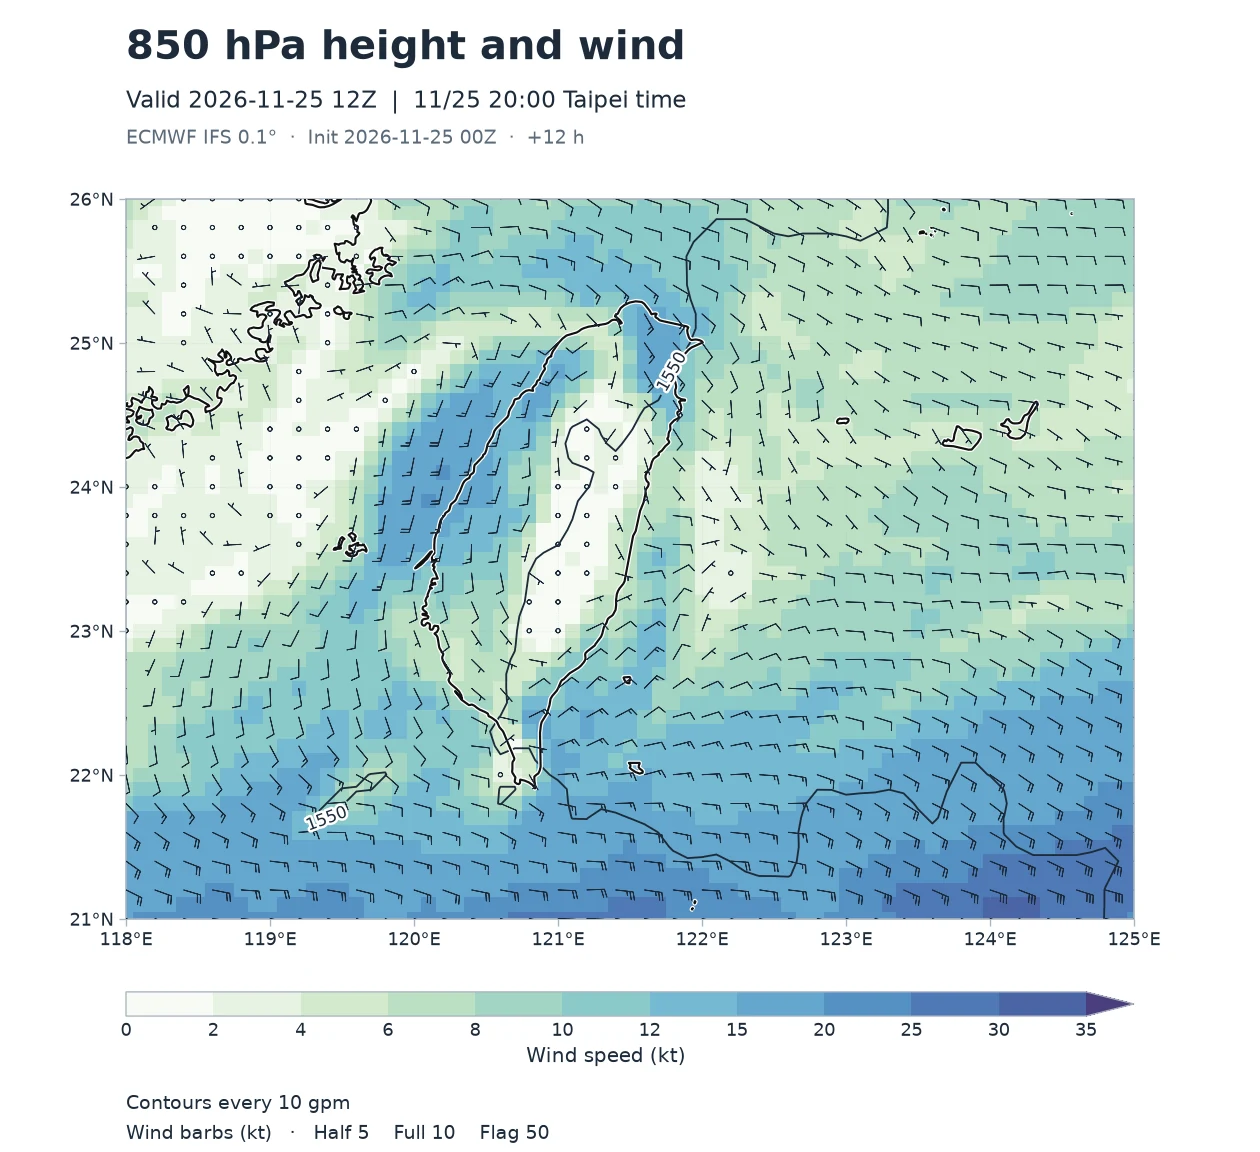 850 hPa height and wind
Valid 2026-11-25 12Z | 11/25 20:00 Taipei time
ECMWF IFS 0.1° · Init 2026-11-25 00Z · +12 h
26°N
25°N
1550
24°N
23°N
22°N
1550
21°N
118°E 119°E 120°E 121°E 122°E 123°E 124°E 125°E
0 2 4 6 8 10 12 15 20 25 30 35
Wind speed (kt)
Contours every 10 gpm
Wind barbs (kt) · Half 5 Full 10 Flag 50